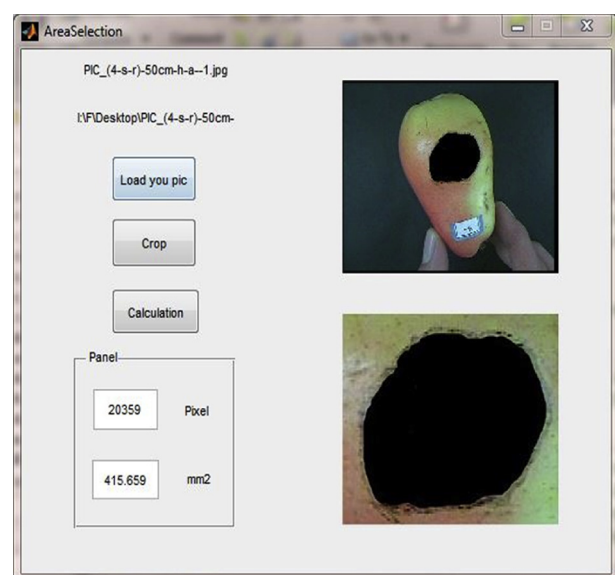 AreaSelection
PIC_(4-s-r)-50cm-h-a--1.jpg
I:\F\Desktop\PIC_(4-s-r)-50cm-
Load you pic
Crop
Calculation
Panel
20359 Pixel
415.659 mm2